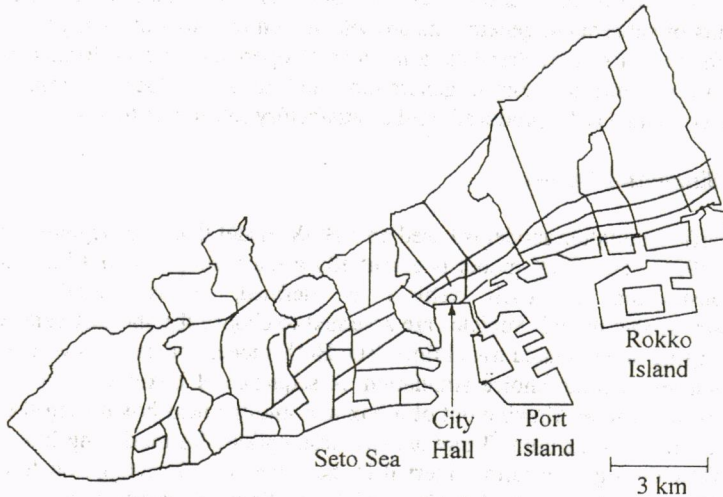 Rokko
Island
City
Hall
Port
Island
Seto Sea
3 km